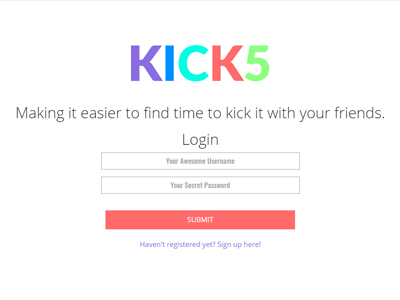 KICK5
Making it easier to find time to kick it with your friends.
Login
Your Awesome Username
Your Secret Password
SUBMIT
Haven't registered yet? Sign up here!